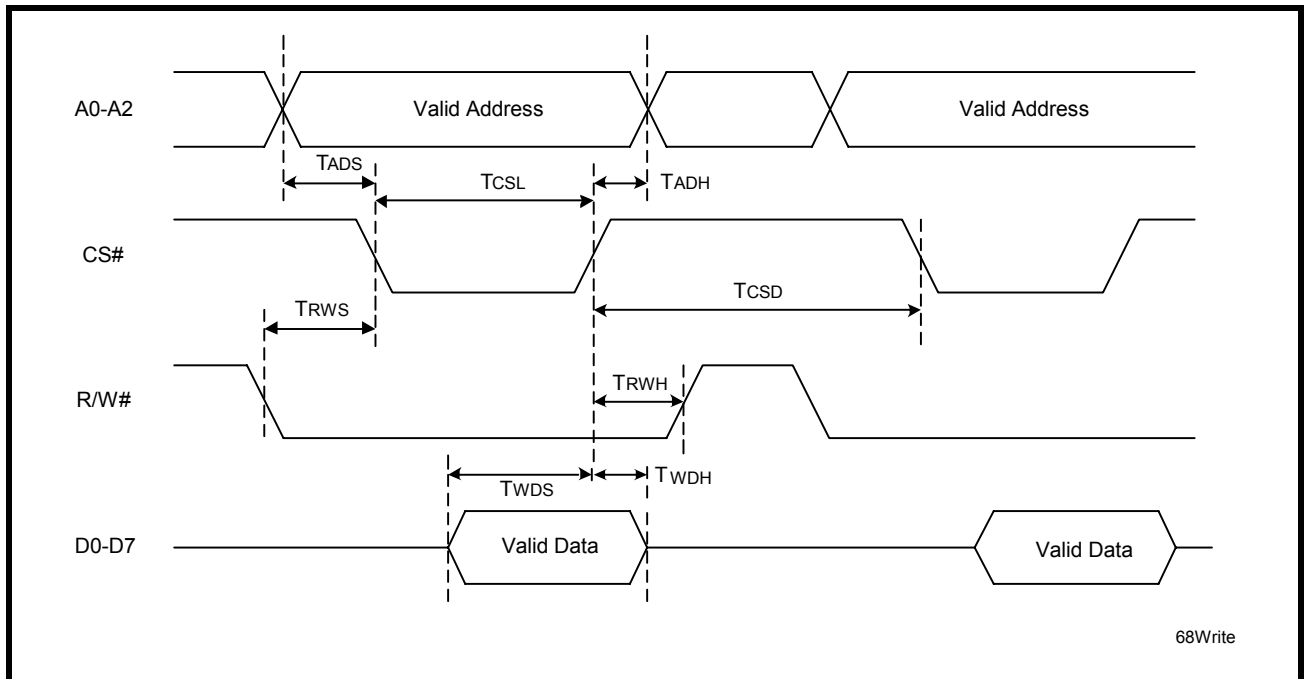 A0-A2
Valid Address
Valid Address
TADS
TCSL
TADH
CS#
TCSD
TRWS
R/W#
TRWH
TWDS
TWDH
D0-D7
Valid Data
Valid Data
68Write